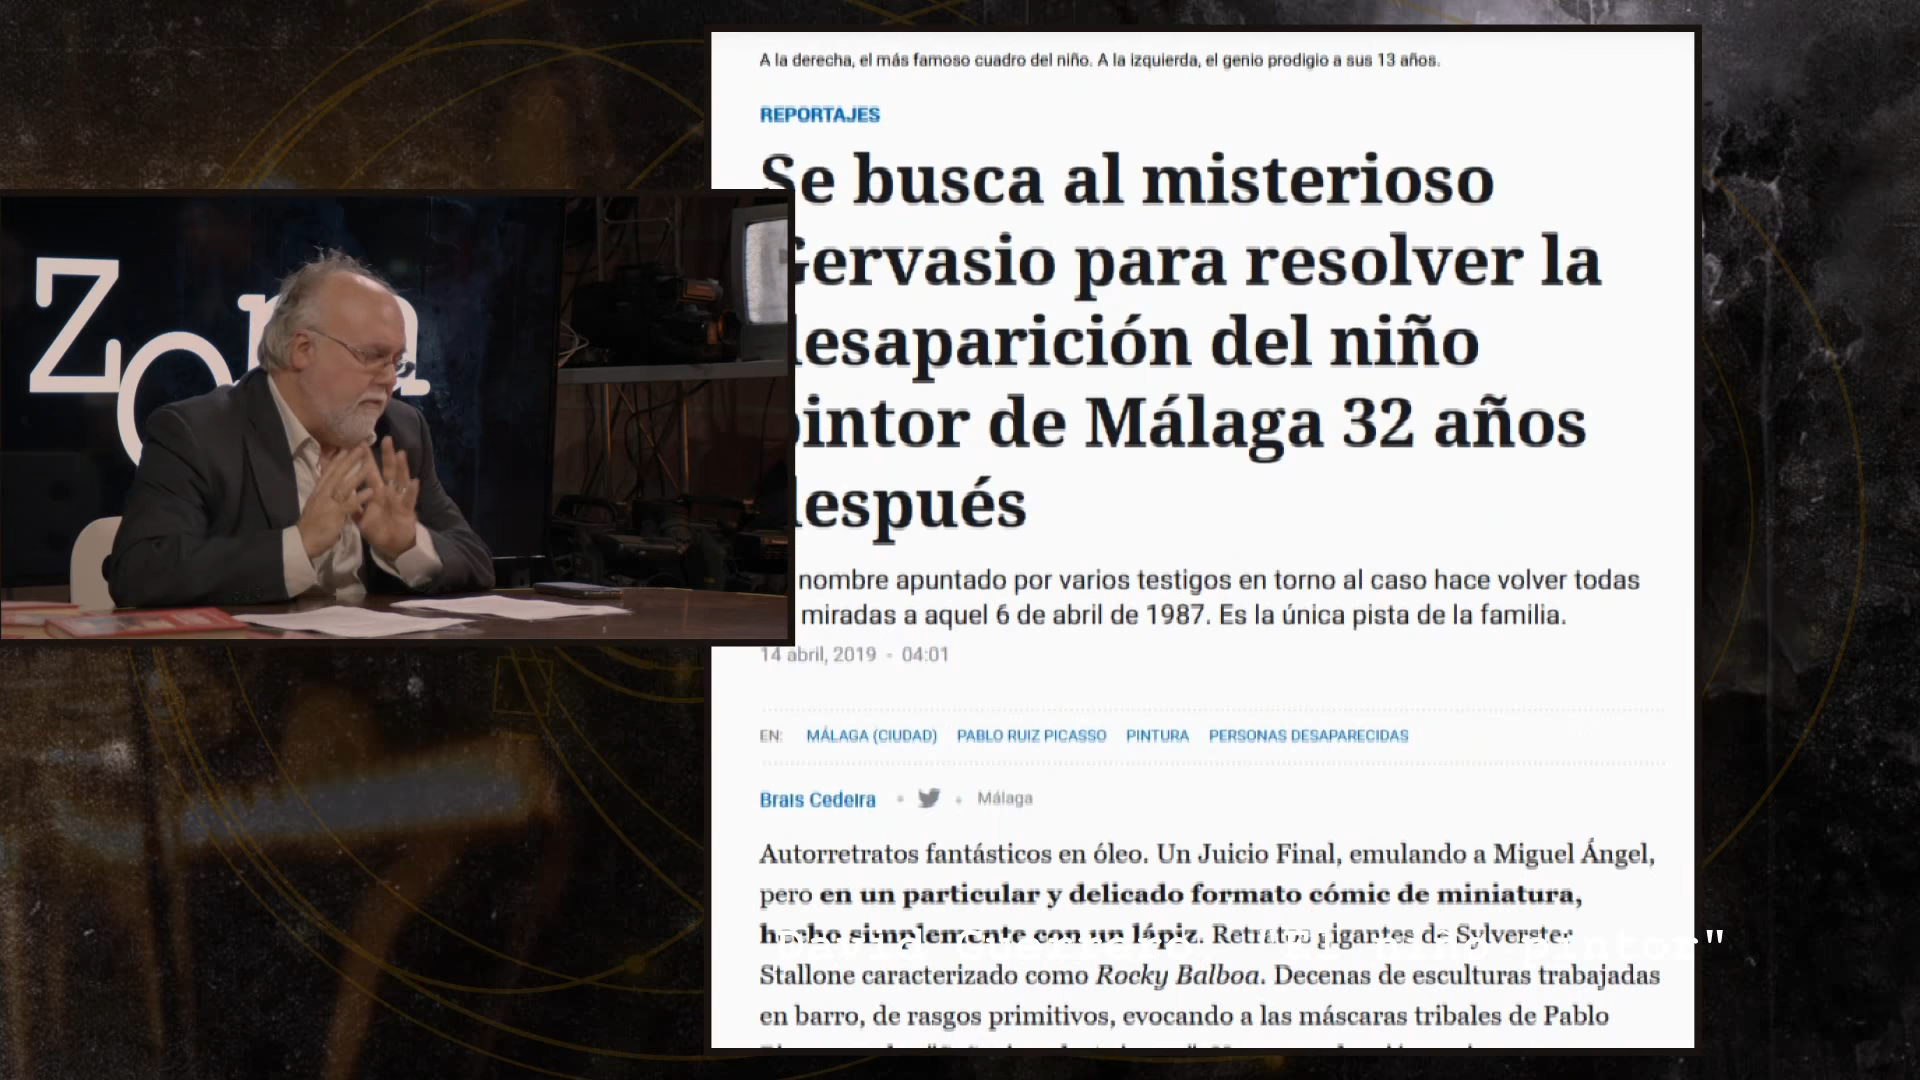 A la derecha, el más famoso cuadro del niño. A la izquierda, el genio prodigio a sus 13 años.
REPORTAJES
Se busca al misterioso
Gervasio para resolver la
desaparición del niño
pintor de Málaga 32 años
después
nombre apuntado por varios testigos en torno al caso hace volver todas
miradas a aquel 6 de abril de 1987. Es la única pista de la familia.
14 abril, 2019 - 04:01
EN: MÁLAGA (CIUDAD) PABLO RUIZ PICASSO PINTURA PERSONAS DESAPARECIDAS
Brais Cedeira • • Málaga
Autorretratos fantásticos en óleo. Un Juicio Final, emulando a Miguel Ángel,
pero en un particular y delicado formato cómic de miniatura,
hecho simplemente con un lápiz. Retratos gigantes de Sylvester
David Guerrero, "El niño pintor"
Stallone caracterizado como Rocky Balboa. Decenas de esculturas trabajadas
en barro, de rasgos primitivos, evocando a las máscaras tribales de Pablo